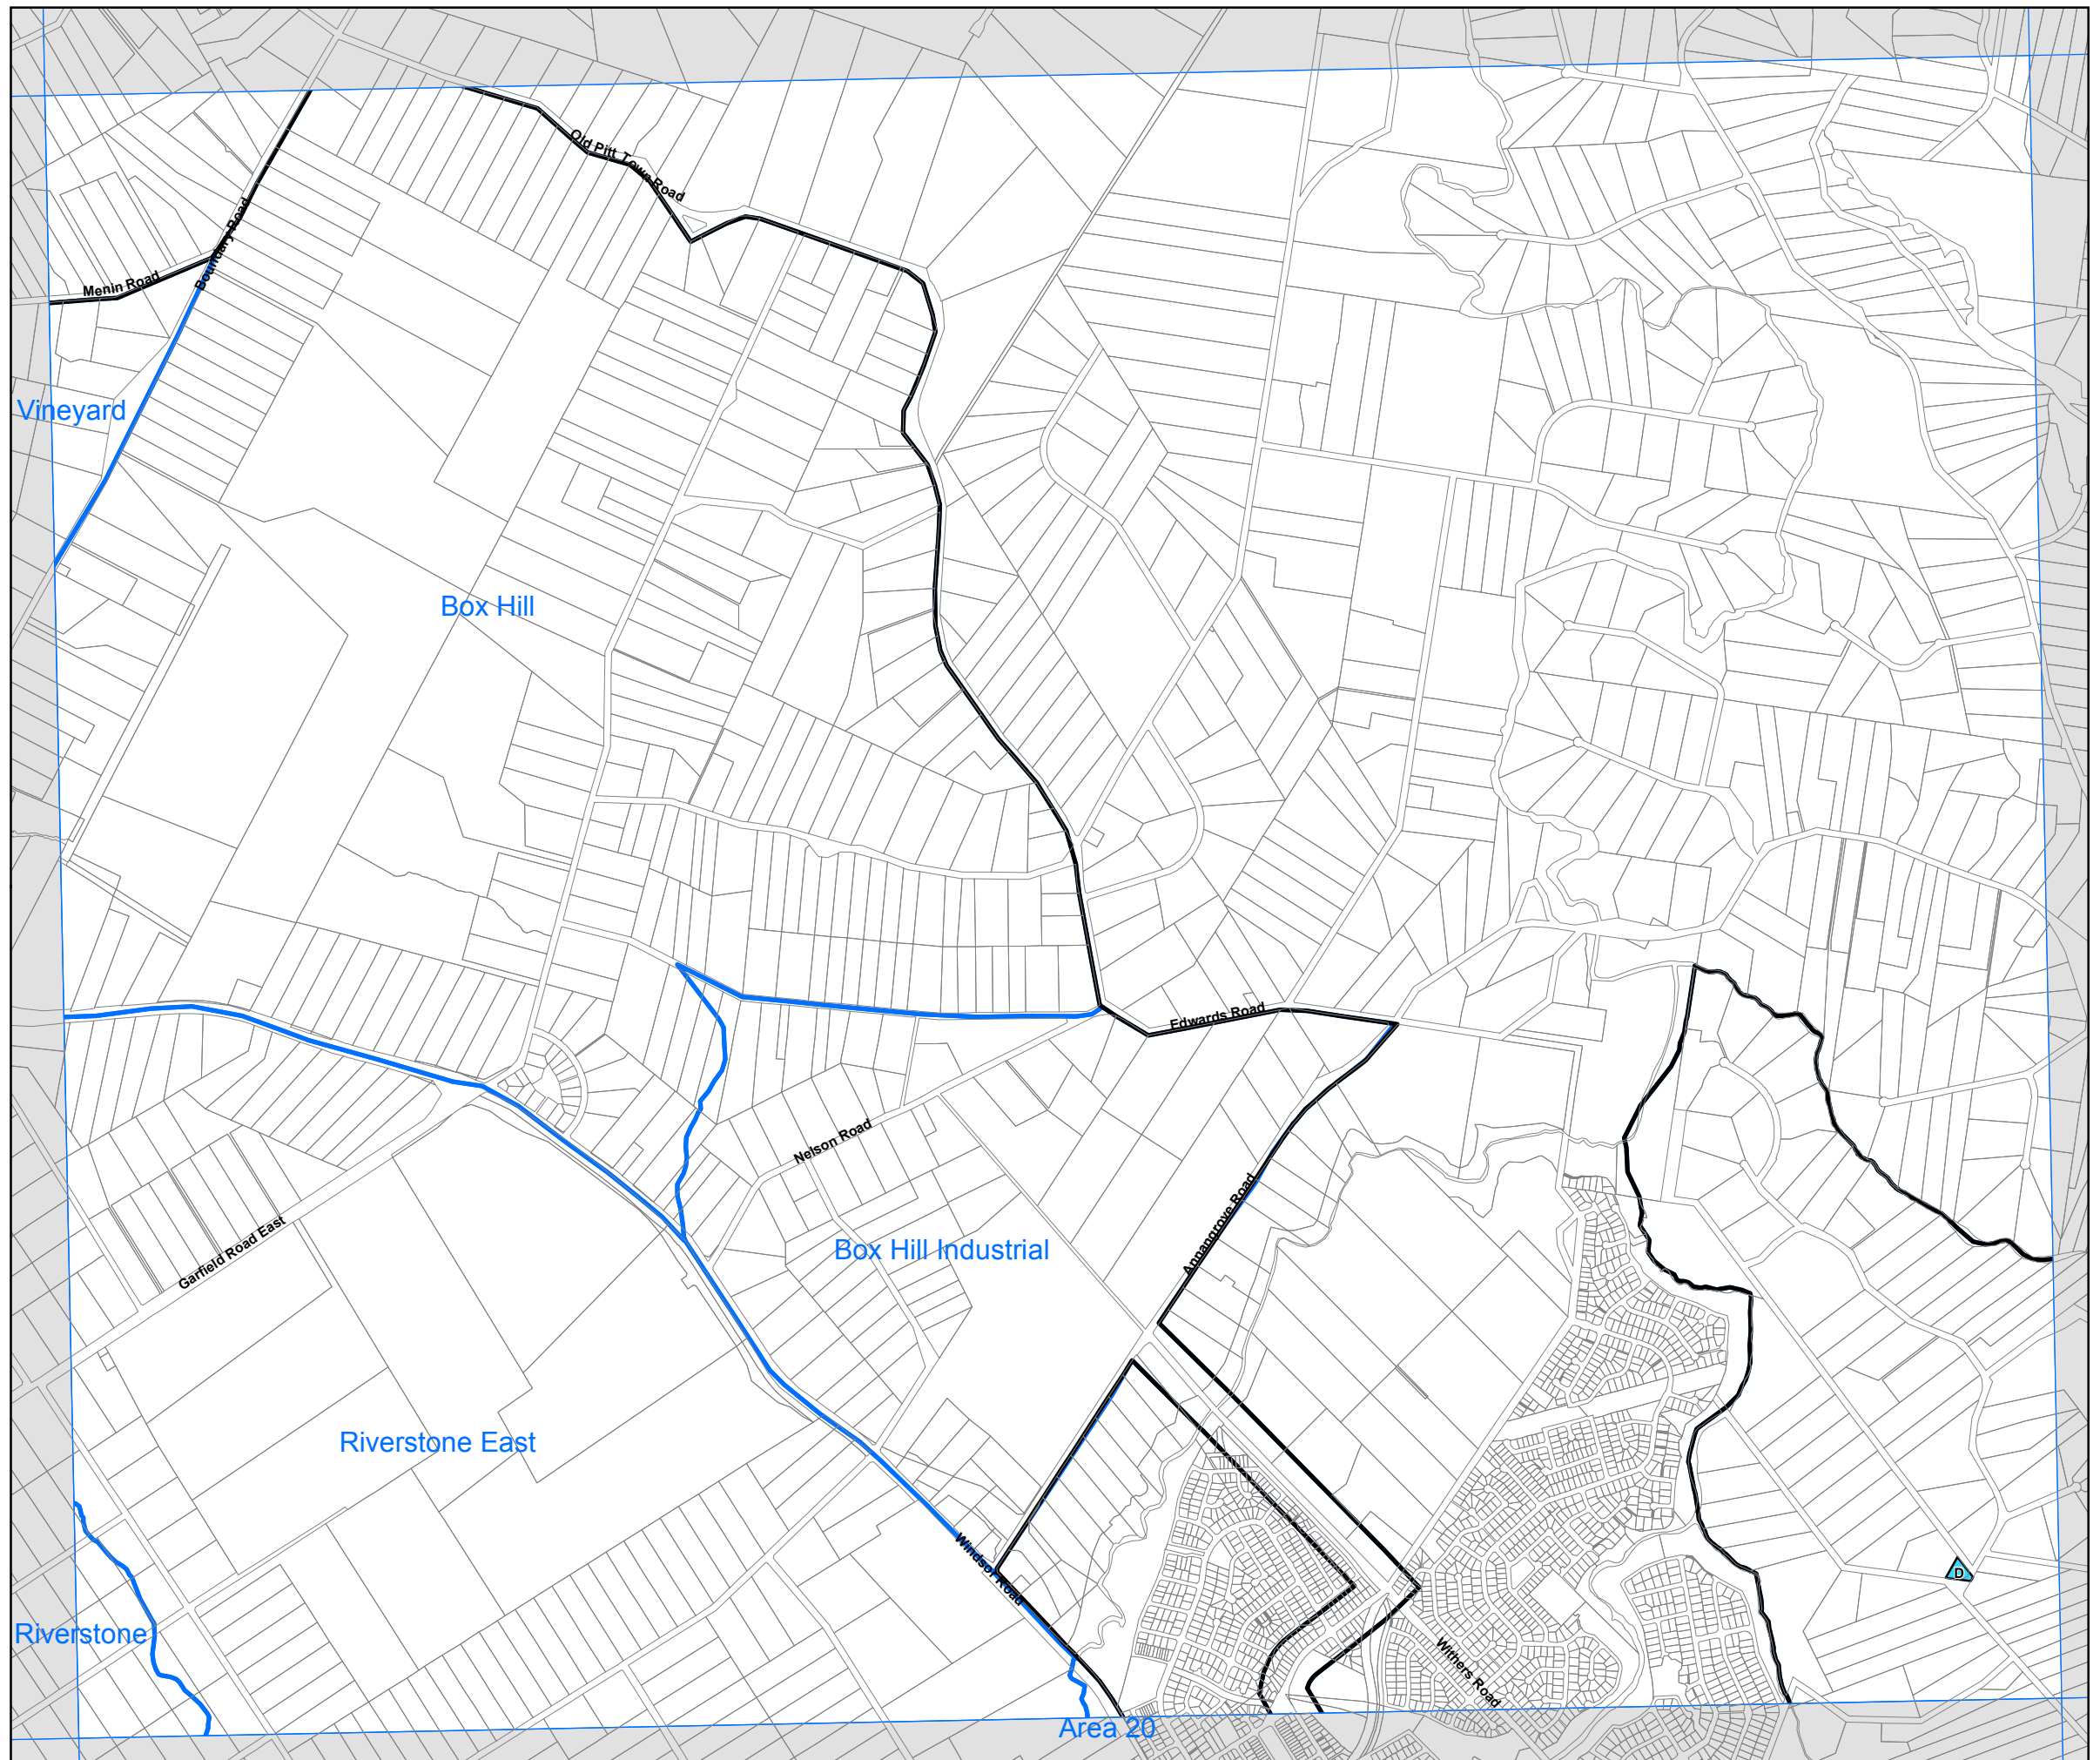 Old Pitt Town Road
Boundary Road
Menin Road
Vineyard
Box Hill
Edwards Road
Nelson Road
Annangrove Road
Garfield Road East
Box Hill Industrial
Riverstone East
Windsor Road
D
Riverstone
Withers Road
Area 20